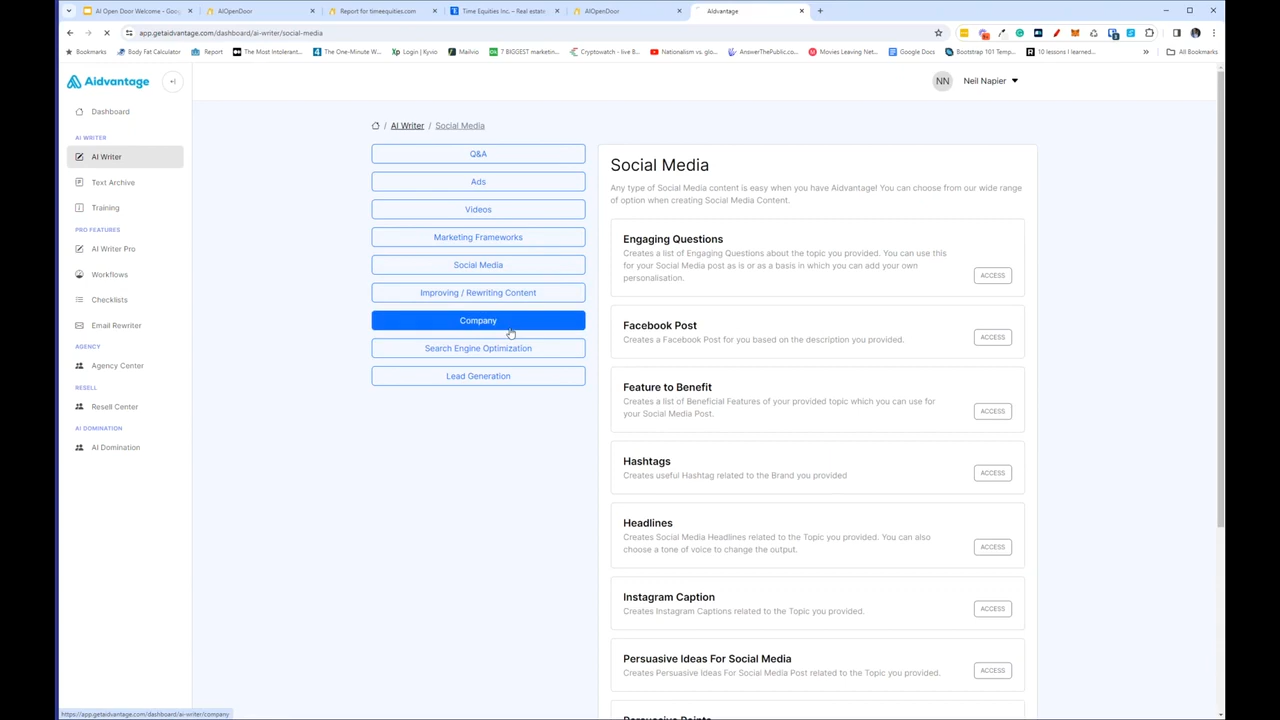 AI Open Door Welcome - Goo
AIOpenDoor
Report for timeequities.com
Time Equities Inc. – Real estate
AIOpenDoor
AIdvantage
app.getaidvantage.com/dashboard/ai-writer/social-media
Bookmarks
Body Fat Calculator
Report
The Most Intolerant...
The One-Minute W...
Login | Kyvio
Mailvio
7 BIGGEST marketin...
Cryptowatch - live B...
Nationalism vs. glo...
AnswerThePublic.co...
Movies Leaving Net...
Google Docs
Bootstrap 101 Temp...
10 lessons I learned...
All Bookmarks
Aidvantage
NN
Neil Napier
Dashboard
AI WRITER
AI Writer
Text Archive
Training
PRO FEATURES
AI Writer Pro
Workflows
Checklists
Email Rewriter
AGENCY
Agency Center
RESELL
Resell Center
AI DOMINATION
AI Domination
/ AI Writer / Social Media
Q&A
Ads
Videos
Marketing Frameworks
Social Media
Improving / Rewriting Content
Company
Search Engine Optimization
Lead Generation
Social Media
Any type of Social Media content is easy when you have Aidvantage! You can choose from our wide range
of option when creating Social Media Content.
Engaging Questions
Creates a list of Engaging Questions about the topic you provided. You can use this
for your Social Media post as is or as a basis in which you can add your own
personalisation.
ACCESS
Facebook Post
Creates a Facebook Post for you based on the description you provided.
ACCESS
Feature to Benefit
Creates a list of Beneficial Features of your provided topic which you can use for
your Social Media Post.
ACCESS
Hashtags
Creates useful Hashtag related to the Brand you provided
ACCESS
Headlines
Creates Social Media Headlines related to the Topic you provided. You can also
choose a tone of voice to change the output.
ACCESS
Instagram Caption
Creates Instagram Captions related to the Topic you provided.
ACCESS
Persuasive Ideas For Social Media
Creates Persuasive Ideas For Social Media Post related to the Topic you provided.
ACCESS
Persuasive Points
https://app.getaidvantage.com/dashboard/ai-writer/company